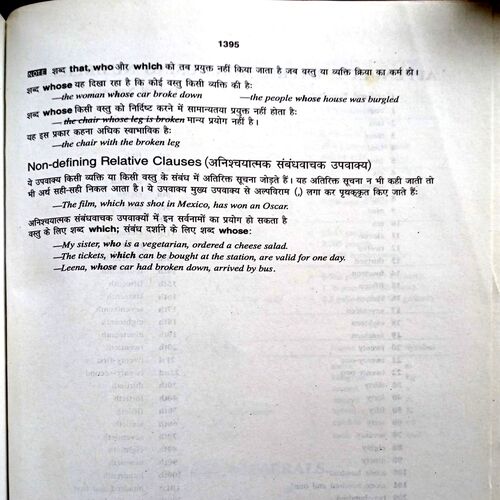 1395
नोट शब्द that, who और which को तब प्रयुक्त नहीं किया जाता है जब वस्तु या व्यक्ति क्रिया का कर्म हो।
शब्द whose यह दिखा रहा है कि कोई वस्तु किसी व्यक्ति की है:
—the woman whose car broke down —the people whose house was burgled
शब्द whose किसी वस्तु को निर्दिष्ट करने में सामान्यतया प्रयुक्त नहीं होता है:
— the chair whose leg is broken मान्य प्रयोग नहीं है।
यह इस प्रकार कहना अधिक स्वाभाविक है:
—the chair with the broken leg
Non-defining Relative Clauses (अनिश्चयात्मक संबंधवाचक उपवाक्य)
ये उपवाक्य किसी व्यक्ति या किसी वस्तु के संबंध में अतिरिक्त सूचना जोड़ते हैं। यह अतिरिक्त सूचना न भी कही जाती तो
भी अर्थ सही-सही निकल आता है। ये उपवाक्य मुख्य उपवाक्य से अल्पविराम (,) लगा कर पृथक्कृत किए जाते हैं:
—The film, which was shot in Mexico, has won an Oscar.
अनिश्चयात्मक संबंधवाचक उपवाक्यों में इन सर्वनामों का प्रयोग हो सकता है
वस्तु के लिए शब्द which; संबंध दर्शाने के लिए शब्द whose:
—My sister, who is a vegetarian, ordered a cheese salad.
—The tickets, which can be bought at the station, are valid for one day.
—Leena, whose car had broken down, arrived by bus.